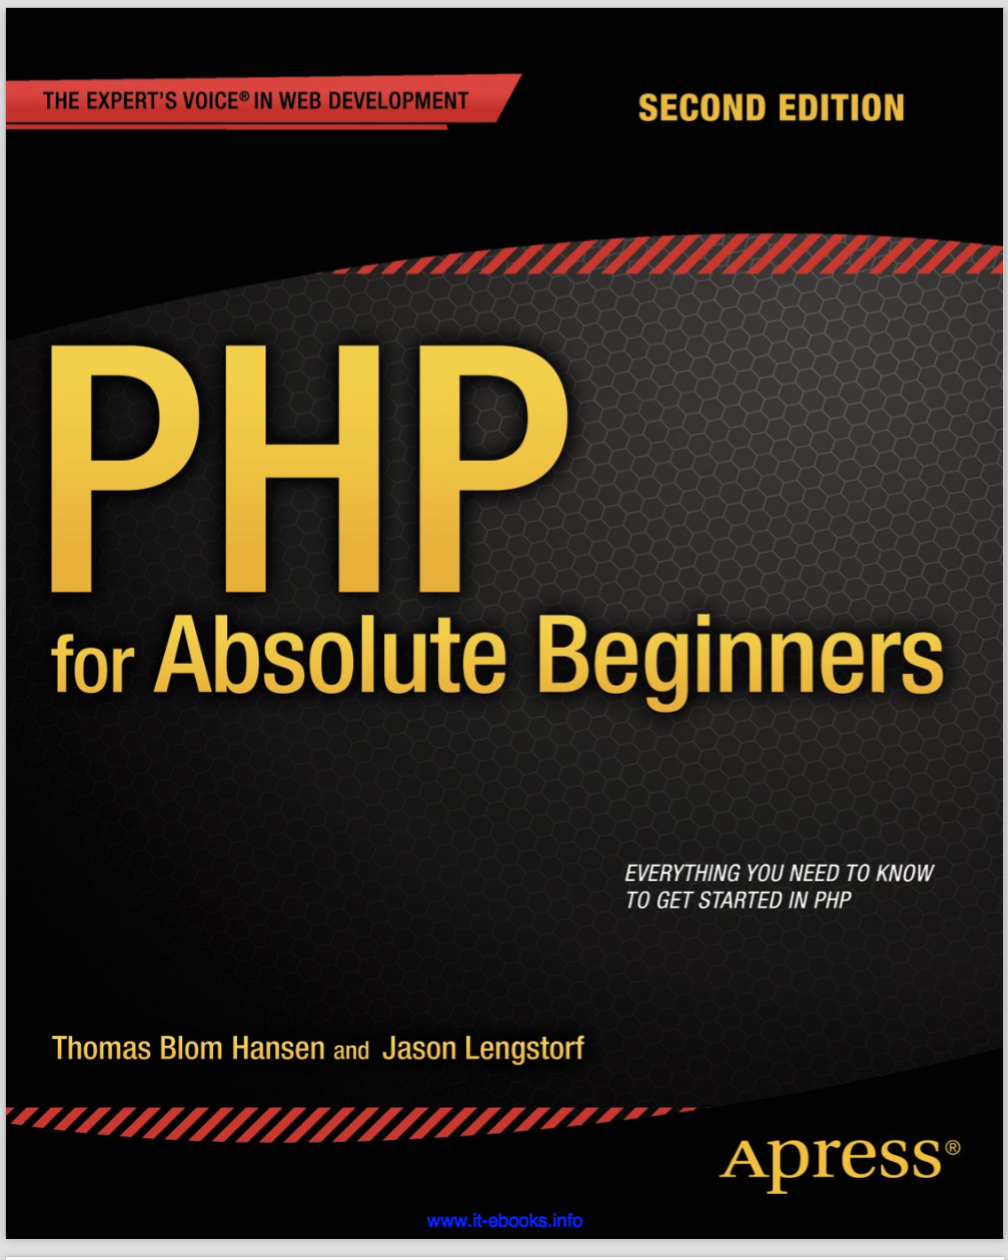 THE EXPERT'S VOICE® IN WEB DEVELOPMENT
SECOND EDITION
PHP
for Absolute Beginners
EVERYTHING YOU NEED TO KNOW
TO GET STARTED IN PHP
Thomas Blom Hansen and Jason Lengstorf
Apress®
www.it-ebooks.info